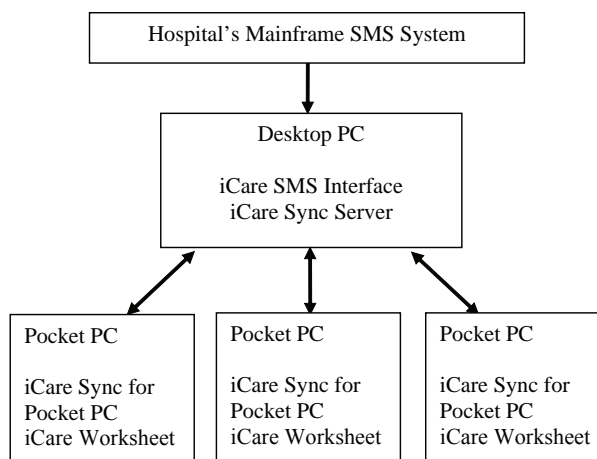 Hospital's Mainframe SMS System
Desktop PC
iCare SMS Interface
iCare Sync Server
Pocket PC
iCare Sync for
Pocket PC
iCare Worksheet
Pocket PC
iCare Sync for
Pocket PC
iCare Worksheet
Pocket PC
iCare Sync for
Pocket PC
iCare Worksheet